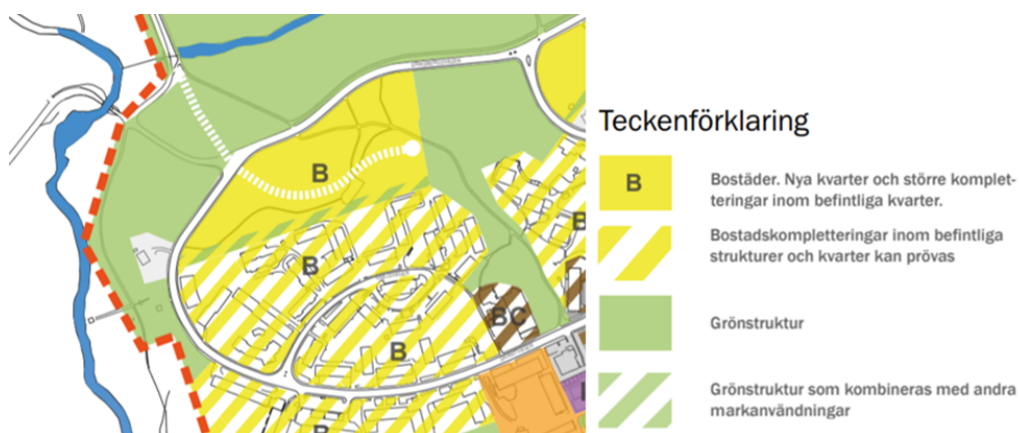 B
B
B
B
BC
B
Teckenförklaring
B
Bostäder. Nya kvarter och större komplet-
teringar inom befintliga kvarter.
Bostadskompletteringar inom befintliga
strukturer och kvarter kan prövas
Grönstruktur
Grönstruktur som kombineras med andra
markanvändningar